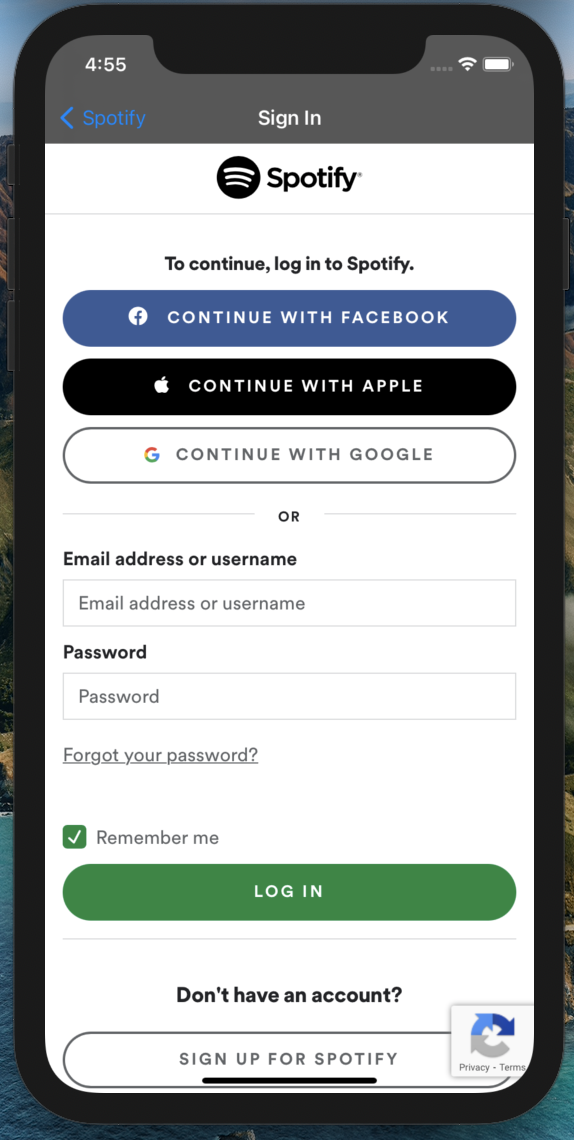 4:55
Spotify
Sign In
Spotify®
To continue, log in to Spotify.
CONTINUE WITH FACEBOOK
CONTINUE WITH APPLE
CONTINUE WITH GOOGLE
OR
Email address or username
Email address or username
Password
Password
Forgot your password?
Remember me
LOG IN
Don't have an account?
SIGN UP FOR SPOTIFY
Privacy - Terms